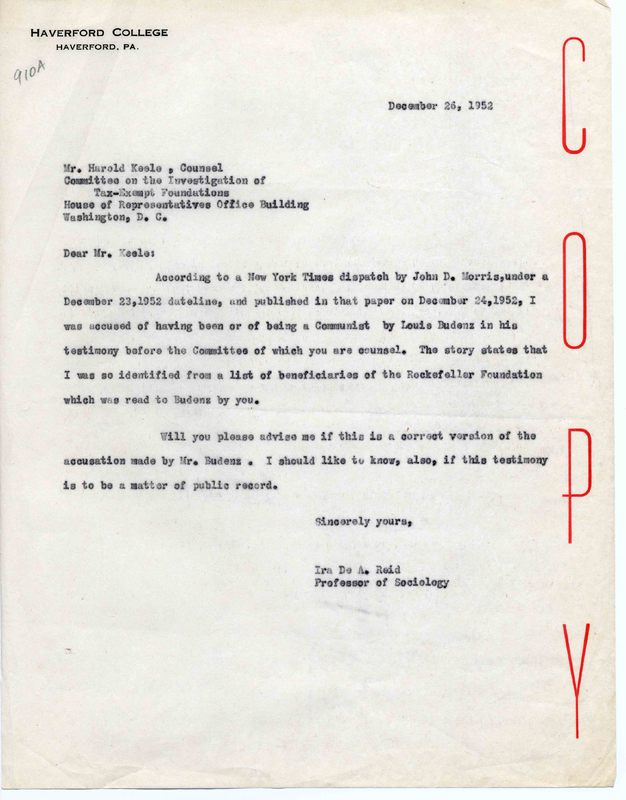 HAVERFORD COLLEGE
HAVERFORD, PA.
910A
December 26, 1952
Mr. Harold Keele , Counsel
Committee on the Investigation of
Tax-Exempt Foundations
House of Representatives Office Building
Washington, D. C.
Dear Mr. Keele:
According to a New York Times dispatch by John D. Morris,under a
December 23,1952 dateline, and published in that paper on December 24,1952, I
was accused of having been or of being a Communist by Louis Budenz in his
testimony before the Committee of which you are counsel. The story states that
I was so identified from a list of beneficiaries of the Rockefeller Foundation
which was read to Budenz by you.
Will you please advise me if this is a correct version of the
accusation made by Mr. Budenz . I should like to know, also, if this testimony
is to be a matter of public record.
Sincerely yours,
Ira De A. Reid
Professor of Sociology
COPY